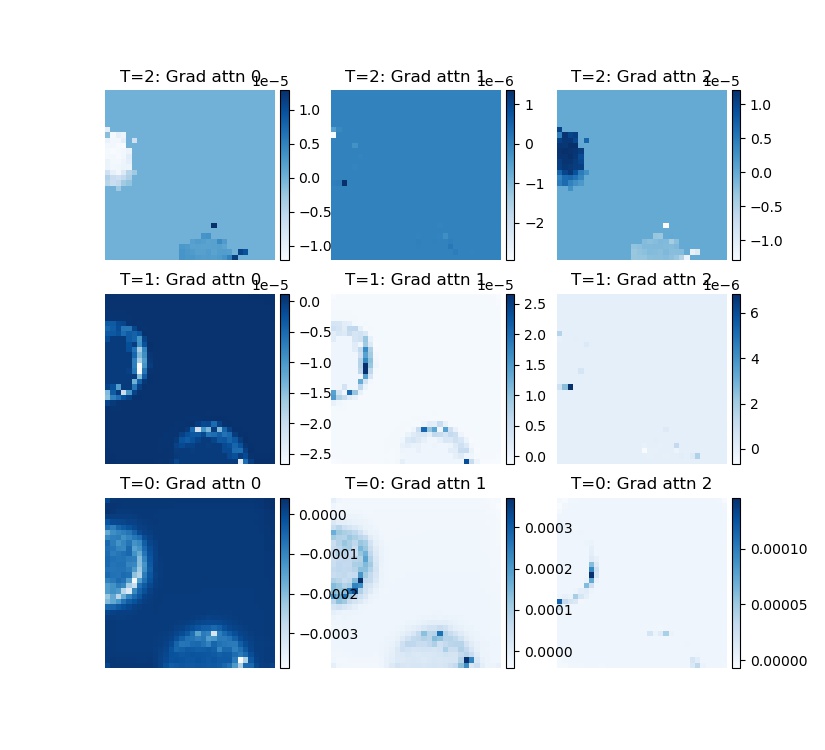 T=2: Grad attn 0
1e−5
T=2: Grad attn 1
1e−6
T=2: Grad attn 2
1e−5
1.0
0.5
0.0
−0.5
−1.0
1
0
−1
−2
1.0
0.5
0.0
−0.5
−1.0
T=1: Grad attn 0
1e−5
T=1: Grad attn 1
1e−5
T=1: Grad attn 2
1e−6
0.0
−0.5
−1.0
−1.5
−2.0
−2.5
2.5
2.0
1.5
1.0
0.5
0.0
6
4
2
0
T=0: Grad attn 0
T=0: Grad attn 1
T=0: Grad attn 2
0.0000
−0.0001
−0.0002
−0.0003
0.0003
0.0002
0.0001
0.0000
0.00010
0.00005
0.00000